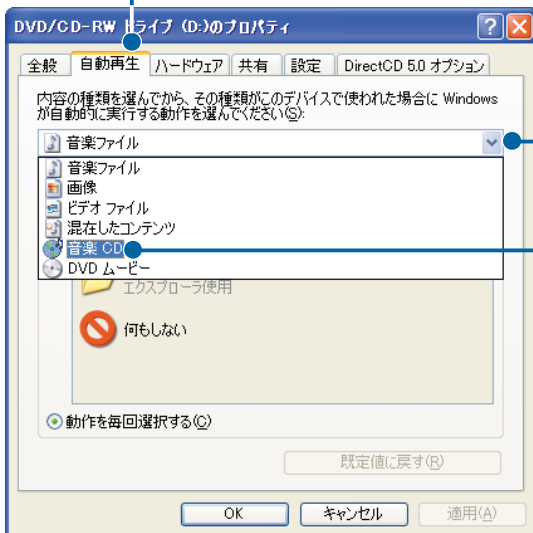 DVD/CD-RW ドライブ (D:)のプロパティ
全般 自動再生 ハードウェア 共有 設定 DirectCD 5.0 オプション
内容の種類を選んでから、その種類がこのデバイスで使われた場合に Windows
が自動的に実行する動作を選んでください(S):
音楽ファイル
音楽ファイル
画像
ビデオ ファイル
混在したコンテンツ
音楽 CD
DVD ムービー
エクスプローラ使用
何もしない
動作を毎回選択する(C)
既定値に戻す(R)
OK キャンセル 適用(A)